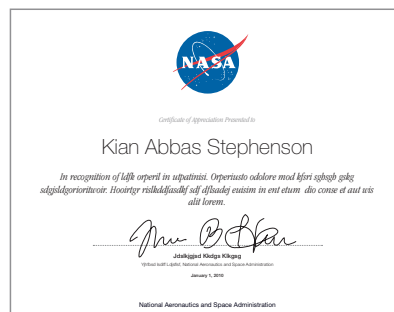 NASA
Certificate of Appreciation Presented to
Kian Abbas Stephenson
In recognition of ldfk orperil in utpatinisi. Orperiusto odolore mod kfsri sghsgh gskg
sdgjsldgorioritwoir. Hooirtgr rislkddfasdkf sdf dflsadej euisim in ent etum dio conse et aut wis
alit lorem.
Jdslkjgjsd Kkdgs Klkgsg
National Aeronautics and Space Administration
January 1, 2010
National Aeronautics and Space Administration